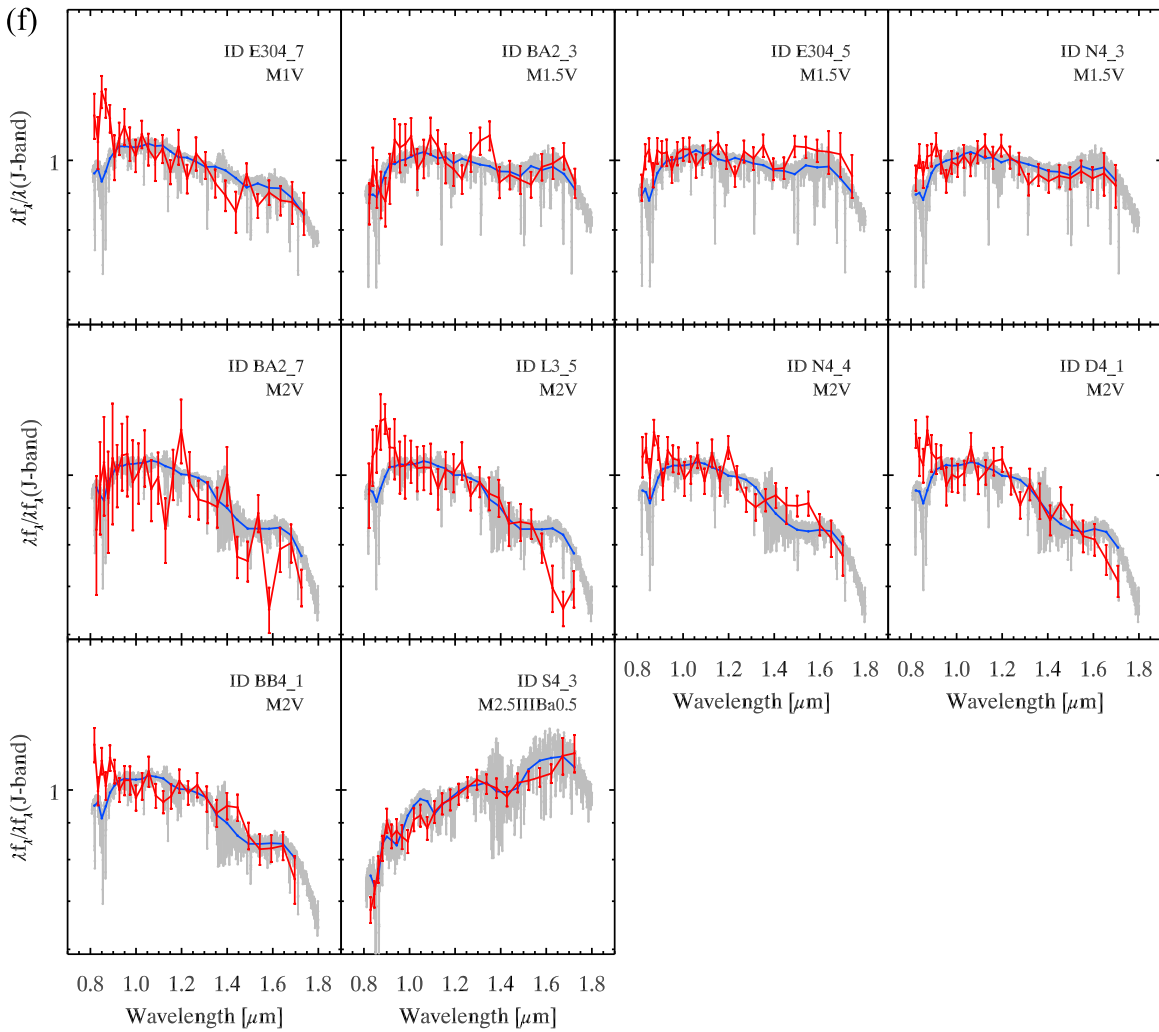 (f)
ID E304_7
M1V
ID BA2_3
M1.5V
ID E304_5
M1.5V
ID N4_3
M1.5V
λf_λ/λ(J-band)
1
ID BA2_7
M2V
ID L3_5
M2V
ID N4_4
M2V
ID D4_1
M2V
λf_λ/λf_λ(J-band)
0.8 1.0 1.2 1.4 1.6 1.8
0.8 1.0 1.2 1.4 1.6 1.8
Wavelength [μm]
Wavelength [μm]
ID BB4_1
M2V
ID S4_3
M2.5IIIBa0.5
λf_λ/λf_λ(J-band)
1
0.8 1.0 1.2 1.4 1.6 1.8
0.8 1.0 1.2 1.4 1.6 1.8
Wavelength [μm]
Wavelength [μm]